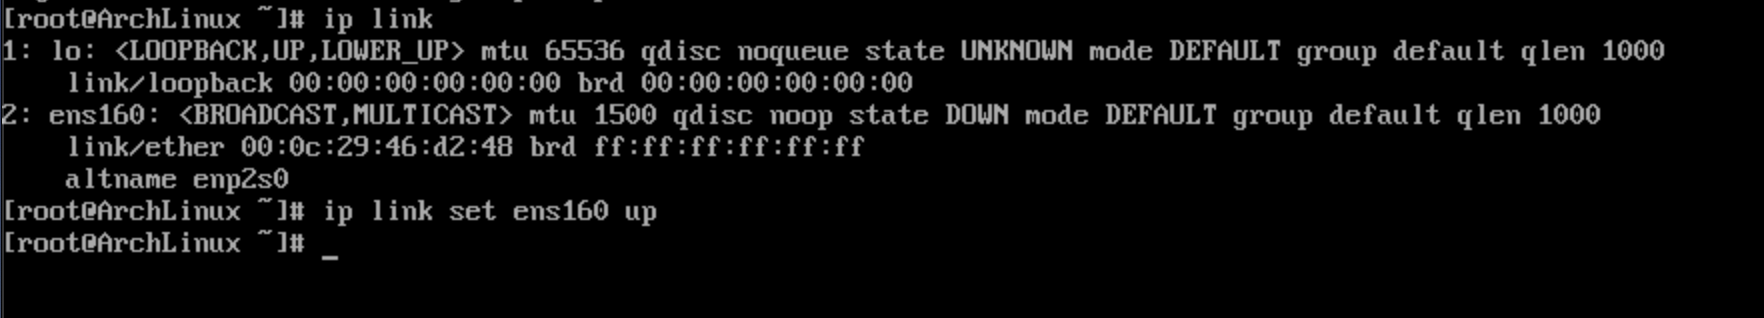 [root@ArchLinux ~]# ip link
1: lo: <LOOPBACK,UP,LOWER_UP> mtu 65536 qdisc noqueue state UNKNOWN mode DEFAULT group default qlen 1000
    link/loopback 00:00:00:00:00:00 brd 00:00:00:00:00:00
2: ens160: <BROADCAST,MULTICAST> mtu 1500 qdisc noop state DOWN mode DEFAULT group default qlen 1000
    link/ether 00:0c:29:46:d2:48 brd ff:ff:ff:ff:ff:ff
    altname enp2s0
[root@ArchLinux ~]# ip link set ens160 up
[root@ArchLinux ~]# _